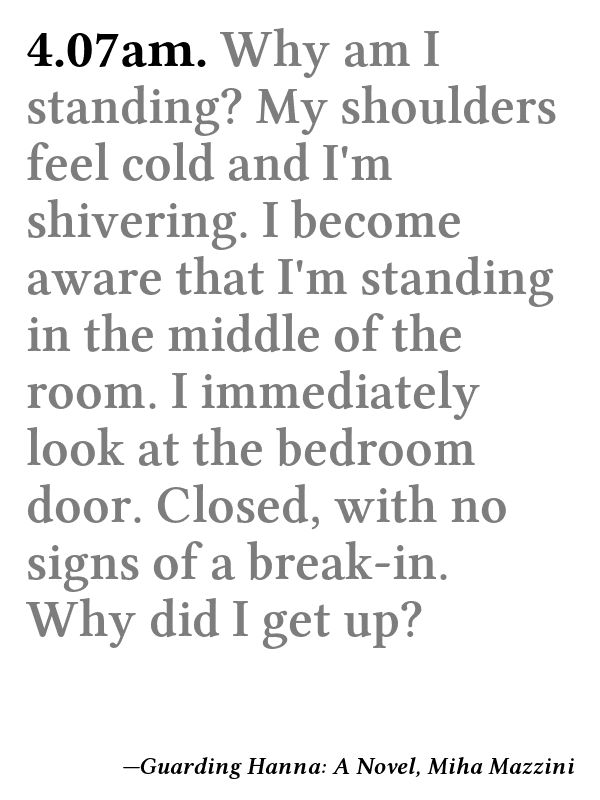 4.07am. Why am I
standing? My shoulders
feel cold and I'm
shivering. I become
aware that I'm standing
in the middle of the
room. I immediately
look at the bedroom
door. Closed, with no
signs of a break-in.
Why did I get up?
—Guarding Hanna: A Novel, Miha Mazzini